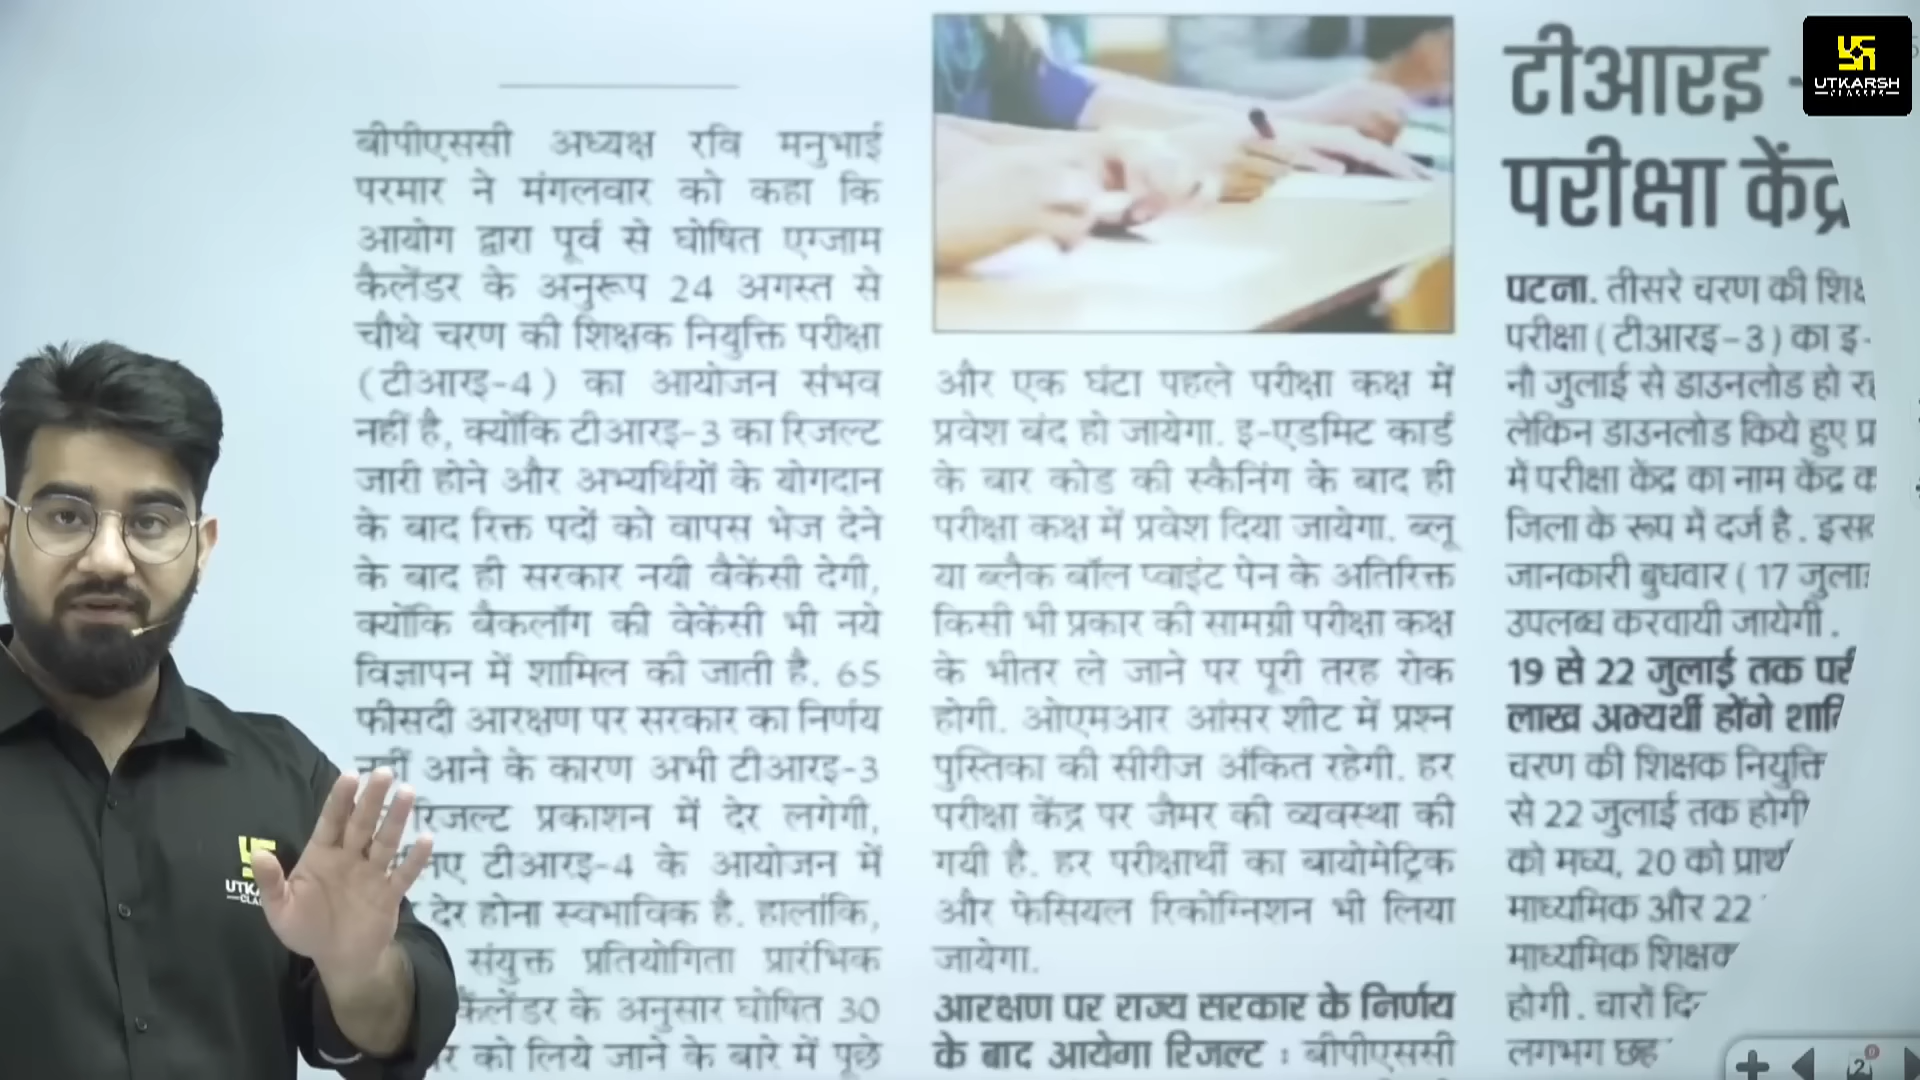 बीपीएससी अध्यक्ष रवि मनुभाई
परमार ने मंगलवार को कहा कि
आयोग द्वारा पूर्व से घोषित एग्जाम
कैलेंडर के अनुरूप 24 अगस्त से
चौथे चरण की शिक्षक नियुक्ति परीक्षा
(टीआरइ-4) का आयोजन संभव
नहीं है, क्योंकि टीआरइ-3 का रिजल्ट
जारी होने और अभ्यर्थियों के योगदान
के बाद रिक्त पदों को वापस भेज देने
के बाद ही सरकार नयी वैकेंसी देगी,
क्योंकि बैकलॉग की वेकेंसी भी नये
विज्ञापन में शामिल की जाती है. 65
फीसदी आरक्षण पर सरकार का निर्णय
नहीं आने के कारण अभी टीआरइ-3
रिजल्ट प्रकाशन में देर लगेगी,
टीआरइ-4 के आयोजन में
देर होना स्वभाविक है. हालांकि,
संयुक्त प्रतियोगिता प्रारंभिक
कैलेंडर के अनुसार घोषित 30
को लिये जाने के बारे में पूछे
और एक घंटा पहले परीक्षा कक्ष में
प्रवेश बंद हो जायेगा. इ-एडमिट कार्ड
के बार कोड की स्कैनिंग के बाद ही
परीक्षा कक्ष में प्रवेश दिया जायेगा. ब्लू
या ब्लैक बॉल प्वाइंट पेन के अतिरिक्त
किसी भी प्रकार की सामग्री परीक्षा कक्ष
के भीतर ले जाने पर पूरी तरह रोक
होगी. ओएमआर आंसर शीट में प्रश्न
पुस्तिका की सीरीज अंकित रहेगी. हर
परीक्षा केंद्र पर जैमर की व्यवस्था की
गयी है. हर परीक्षार्थी का बायोमेट्रिक
और फेसियल रिकोग्निशन भी लिया
जायेगा.
आरक्षण पर राज्य सरकार के निर्णय
के बाद आयेगा रिजल्ट : बीपीएससी
टीआरइ -
परीक्षा केंद्र
पटना. तीसरे चरण की
परीक्षा (टीआरइ-3) का इ-
नौ जुलाई से डाउनलोड हो
लेकिन डाउनलोड किये हुए
में परीक्षा केंद्र का नाम केंद्र
जिला के रूप में दर्ज है.
जानकारी बुधवार (17
उपलब्ध करवायी जायेगी.
19 से 22 जुलाई तक
लाख अभ्यर्थी होंगे
चरण की शिक्षक नियुक्ति
से 22 जुलाई तक होगी
को मध्य, 20 को
माध्यमिक और 22
माध्यमिक शिक्षक
होगी. चारों
लगभग छह
UTKARSH
CLASSES
2
0